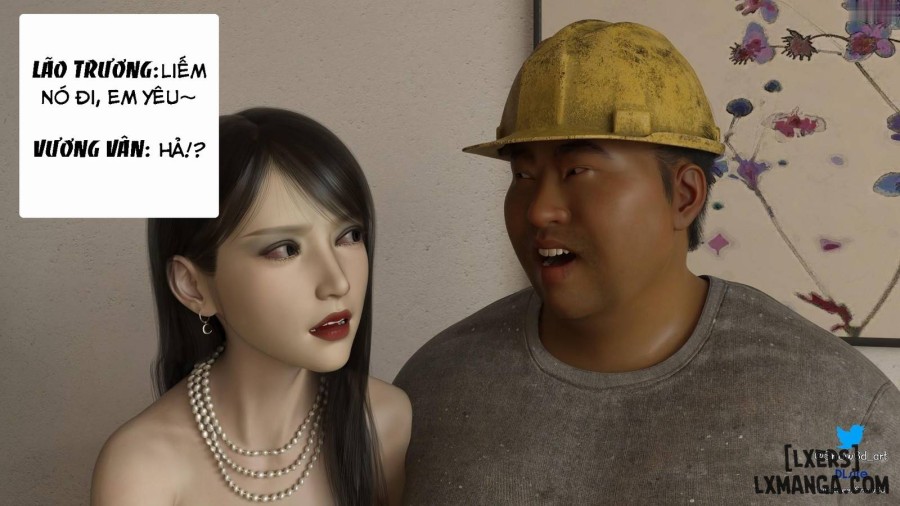 LÃO TRƯƠNG: LIẾM
NÓ ĐI, EM YÊU~
VƯƠNG VÂN: HẢ!?
[LXERS]
LXMANGA.COM